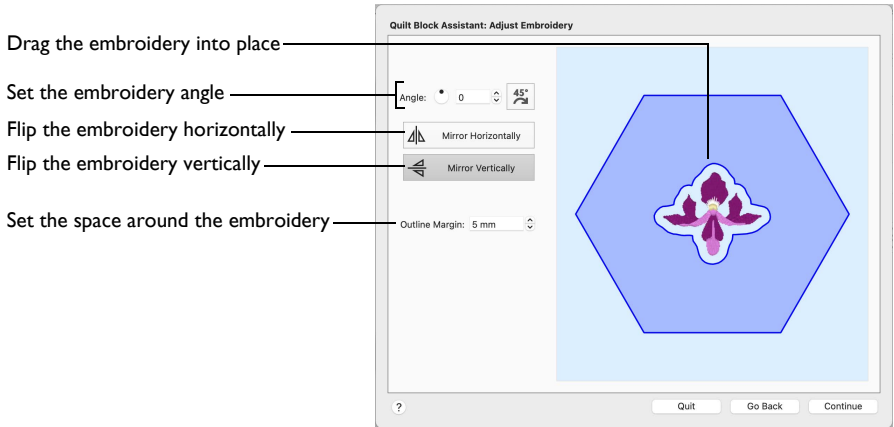 Quilt Block Assistant: Adjust Embroidery
Drag the embroidery into place
Set the embroidery angle
Angle: 0 45°
Flip the embroidery horizontally
Mirror Horizontally
Flip the embroidery vertically
Mirror Vertically
Set the space around the embroidery
Outline Margin: 5 mm
? Quit Go Back Continue